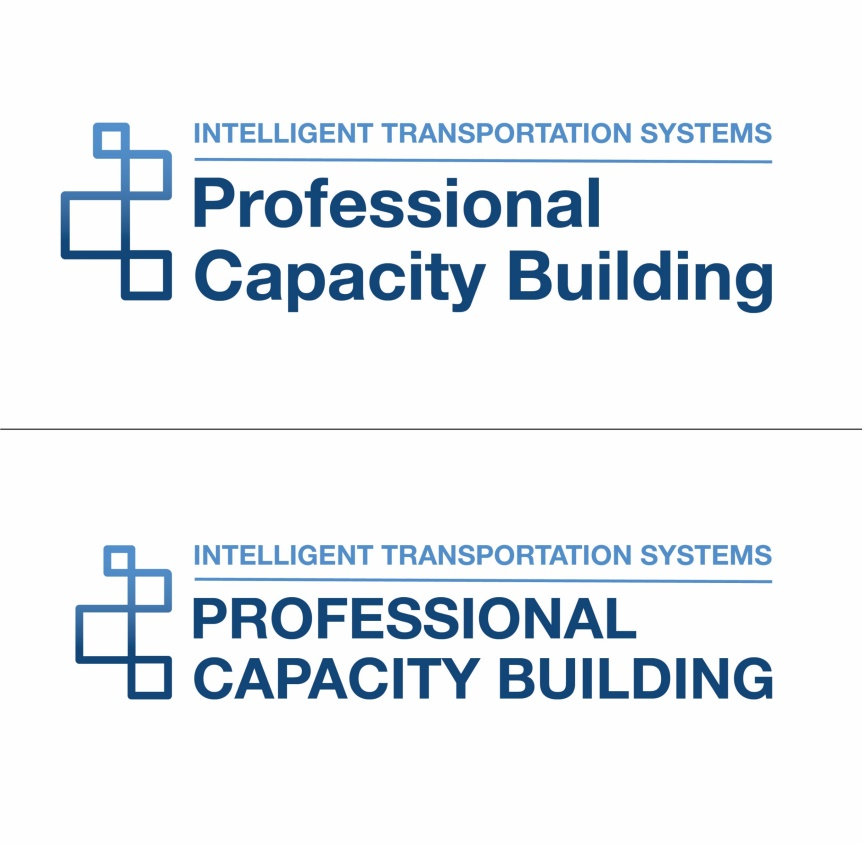 INTELLIGENT TRANSPORTATION SYSTEMS
Professional
Capacity Building
INTELLIGENT TRANSPORTATION SYSTEMS
PROFESSIONAL
CAPACITY BUILDING